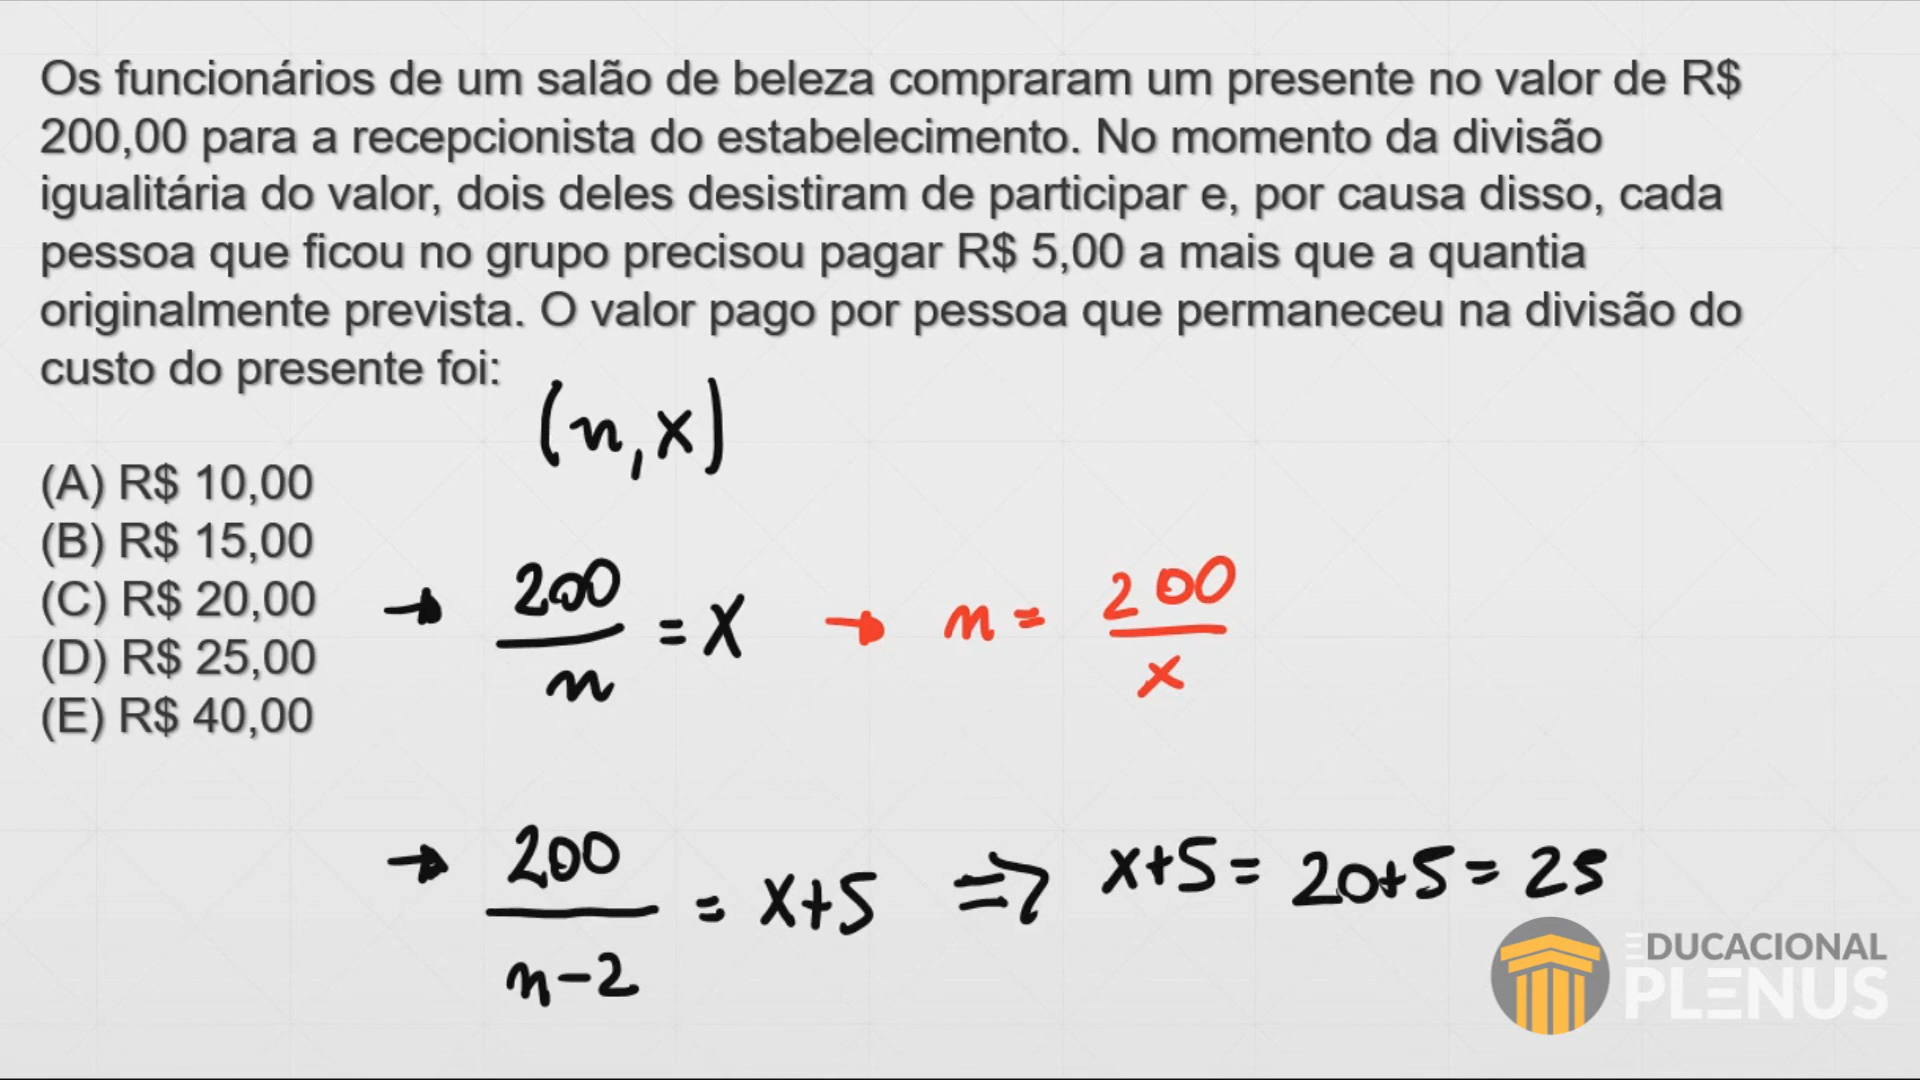 Os funcionários de um salão de beleza compraram um presente no valor de R$
200,00 para a recepcionista do estabelecimento. No momento da divisão
igualitária do valor, dois deles desistiram de participar e, por causa disso, cada
pessoa que ficou no grupo precisou pagar R$ 5,00 a mais que a quantia
originalmente prevista. O valor pago por pessoa que permaneceu na divisão do
custo do presente foi:
(n,x)
(A) R$ 10,00
(B) R$ 15,00
(C) R$ 20,00
(D) R$ 25,00
(E) R$ 40,00
→ 200/n = x → n = 200/x
→ 200/n-2 = x+5 => x+5 = 20+5 = 25
EDUCACIONAL
PLENUS